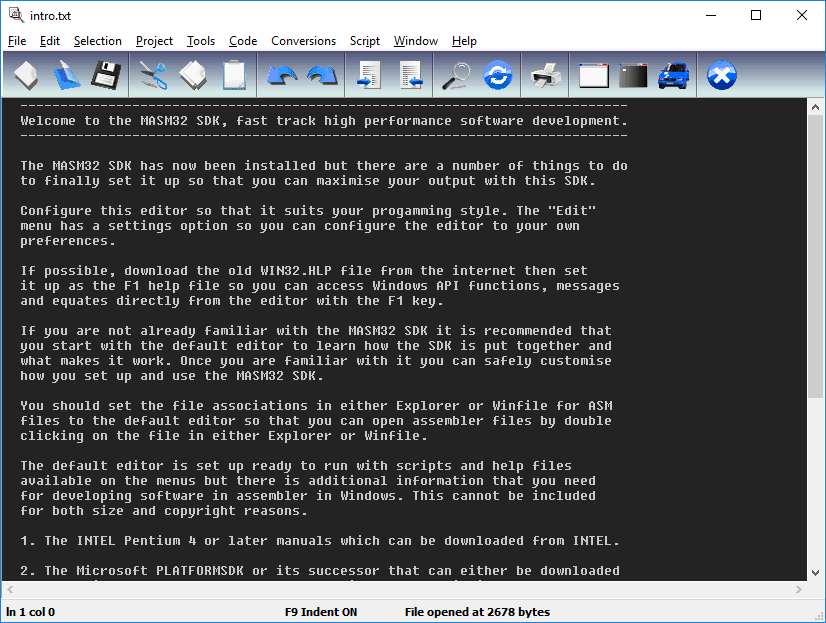 intro.txt
File Edit Selection Project Tools Code Conversions Script Window Help
-------------------------------------------------------------------------
Welcome to the MASM32 SDK, fast track high performance software development.
-------------------------------------------------------------------------
The MASM32 SDK has now been installed but there are a number of things to do
to finally set it up so that you can maximise your output with this SDK.
Configure this editor so that it suits your progamming style. The "Edit"
menu has a settings option so you can configure the editor to your own
preferences.
If possible, download the old WIN32.HLP file from the internet then set
it up as the F1 help file so you can access Windows API functions, messages
and equates directly from the editor with the F1 key.
If you are not already familiar with the MASM32 SDK it is recommended that
you start with the default editor to learn how the SDK is put together and
what makes it work. Once you are familiar with it you can safely customise
how you set up and use the MASM32 SDK.
You should set the file associations in either Explorer or Winfile for ASM
files to the default editor so that you can open assembler files by double
clicking on the file in either Explorer or Winfile.
The default editor is set up ready to run with scripts and help files
available on the menus but there is additional information that you need
for developing software in assembler in Windows. This cannot be included
for both size and copyright reasons.
1. The INTEL Pentium 4 or later manuals which can be downloaded from INTEL.
2. The Microsoft PLATFORMSDK or its successor that can either be downloaded
ln 1 col 0 F9 Indent ON File opened at 2678 bytes